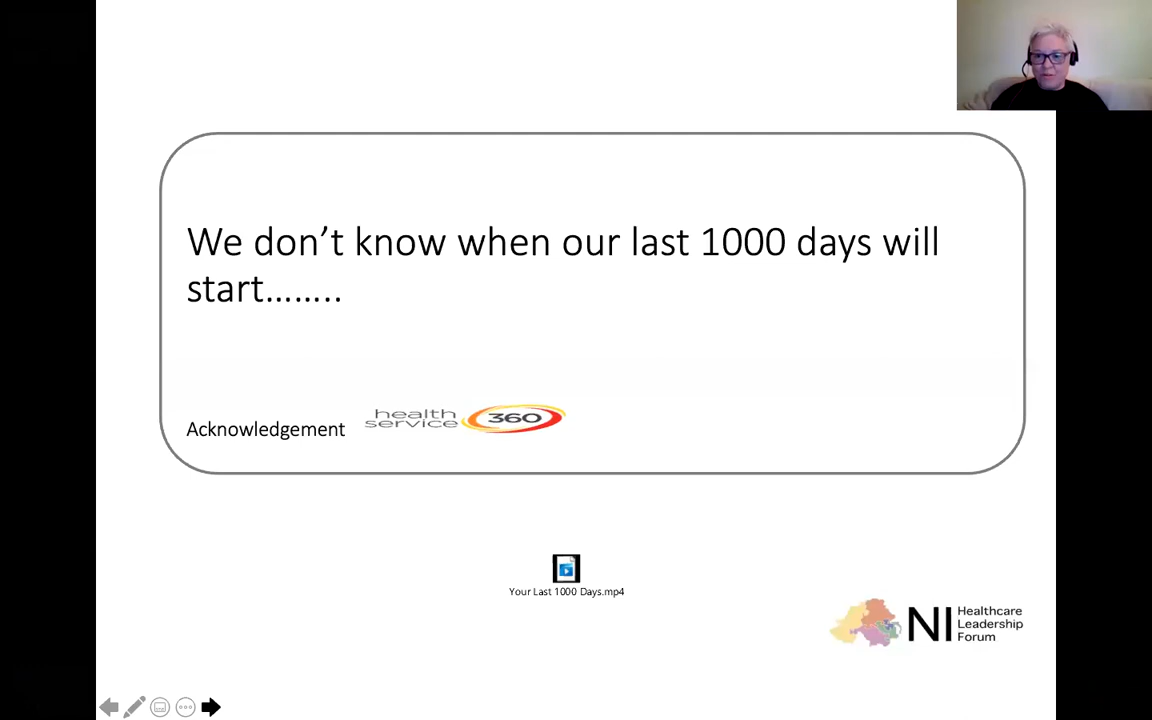 We don’t know when our last 1000 days will
start……..
Acknowledgement
health
service
360
Your Last 1000 Days.mp4
NI
Healthcare
Leadership
Forum